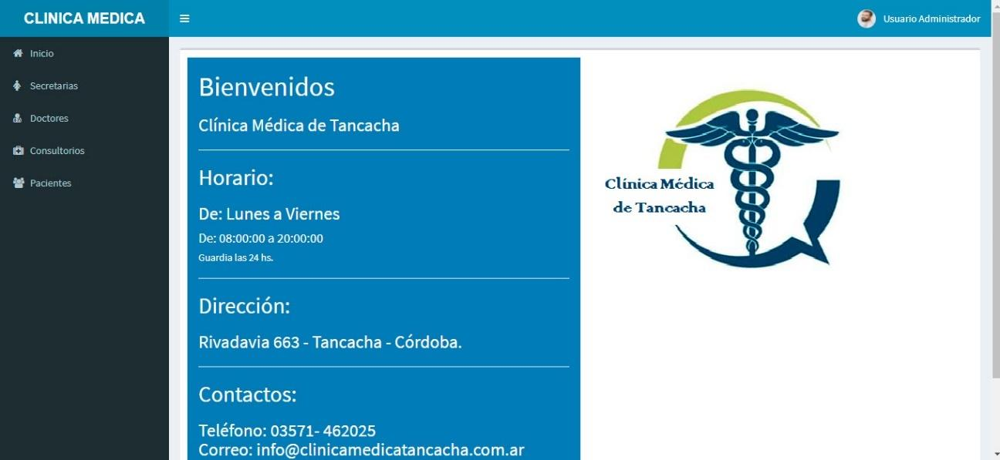 CLINICA MEDICA
Usuario Administrador
Inicio
Secretarias
Doctores
Consultorios
Pacientes
Bienvenidos
Clínica Médica de Tancacha
Horario:
De: Lunes a Viernes
De: 08:00:00 a 20:00:00
Guardia las 24 hs.
Dirección:
Rivadavia 663 - Tancacha - Córdoba.
Contactos:
Teléfono: 03571- 462025
Correo: info@clinicamedicatancacha.com.ar
Clínica Médica
de Tancacha